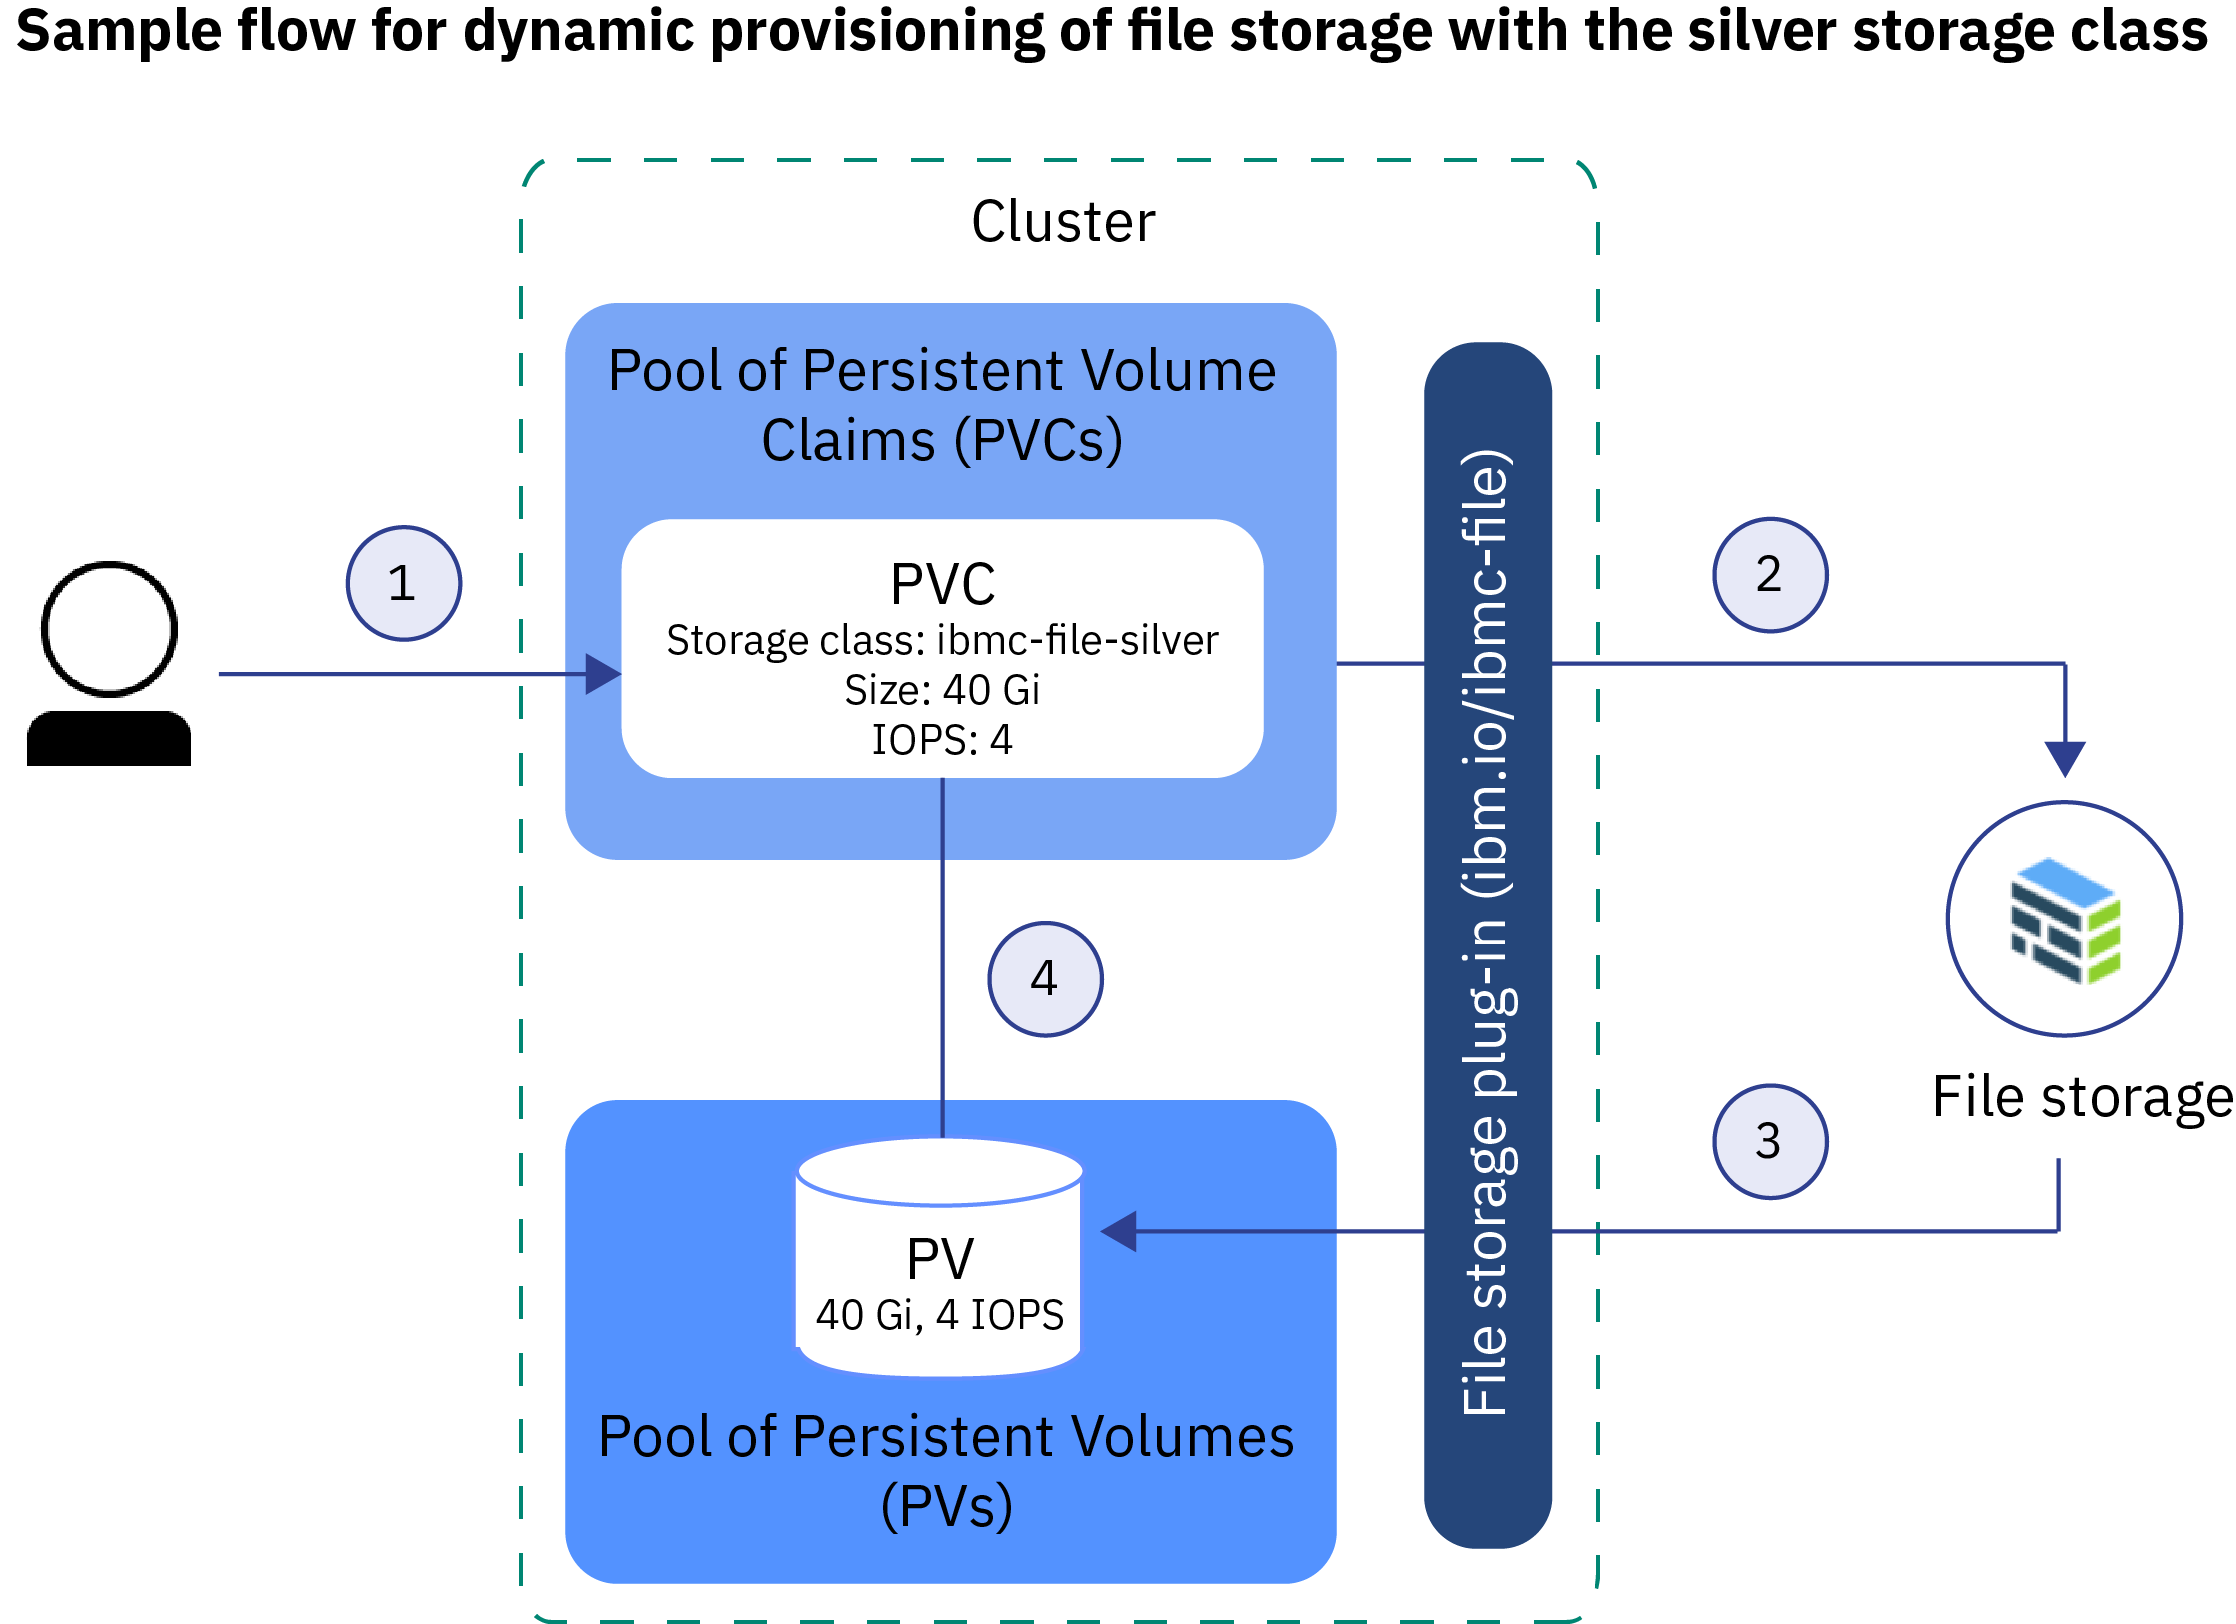 Sample flow for dynamic provisioning of file storage with the silver storage class
Cluster
Pool of Persistent Volume
Claims (PVCs)
PVC
Storage class: ibmc-file-silver
Size: 40 Gi
IOPS: 4
1
2
File storage plug-in (ibm.io/ibmc-file)
4
File storage
3
PV
40 Gi, 4 IOPS
Pool of Persistent Volumes
(PVs)